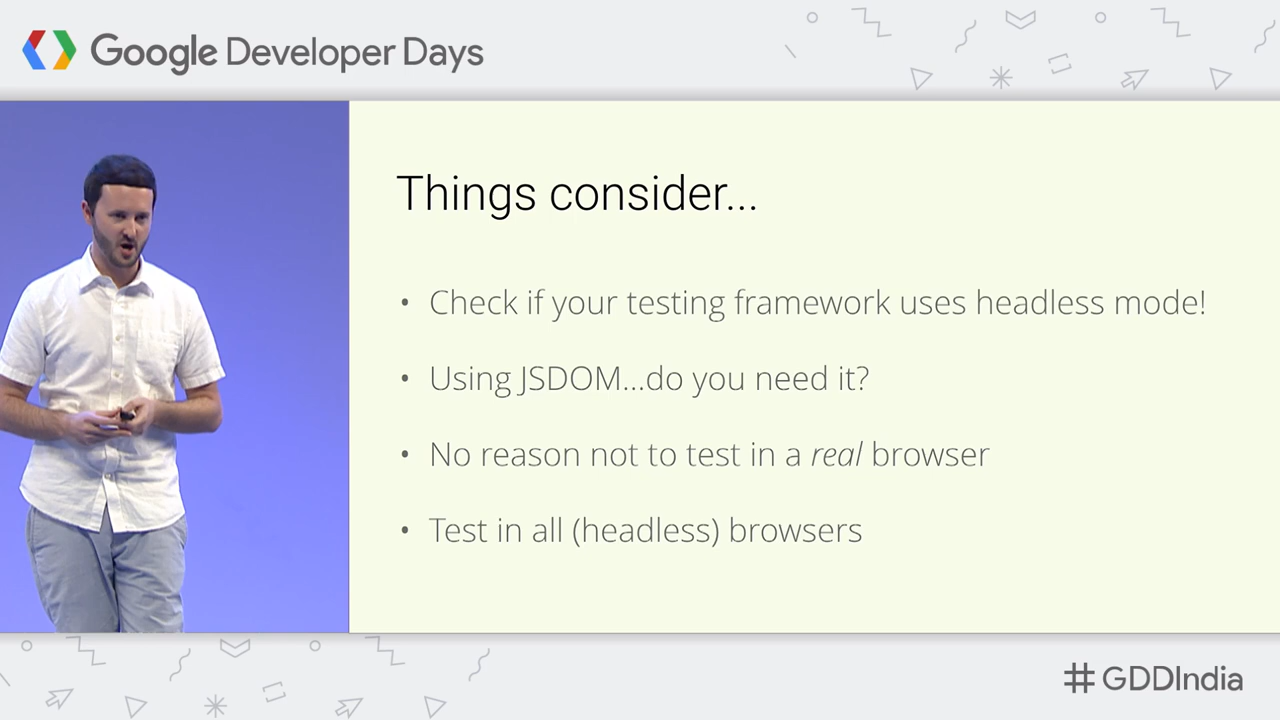 Google Developer Days
Things consider...
• Check if your testing framework uses headless mode!
• Using JSDOM...do you need it?
• No reason not to test in a real browser
• Test in all (headless) browsers
#GDDIndia